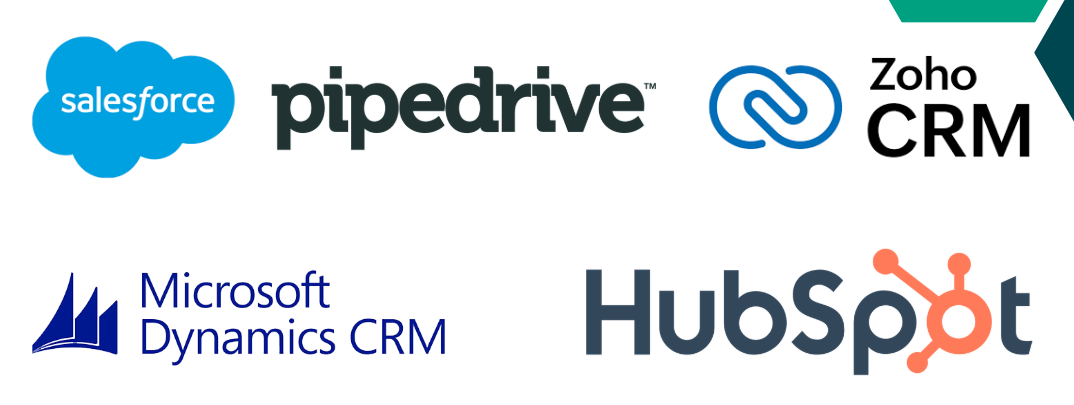 salesforce
pipedrive™
Zoho
CRM
Microsoft
Dynamics CRM
HubSpot